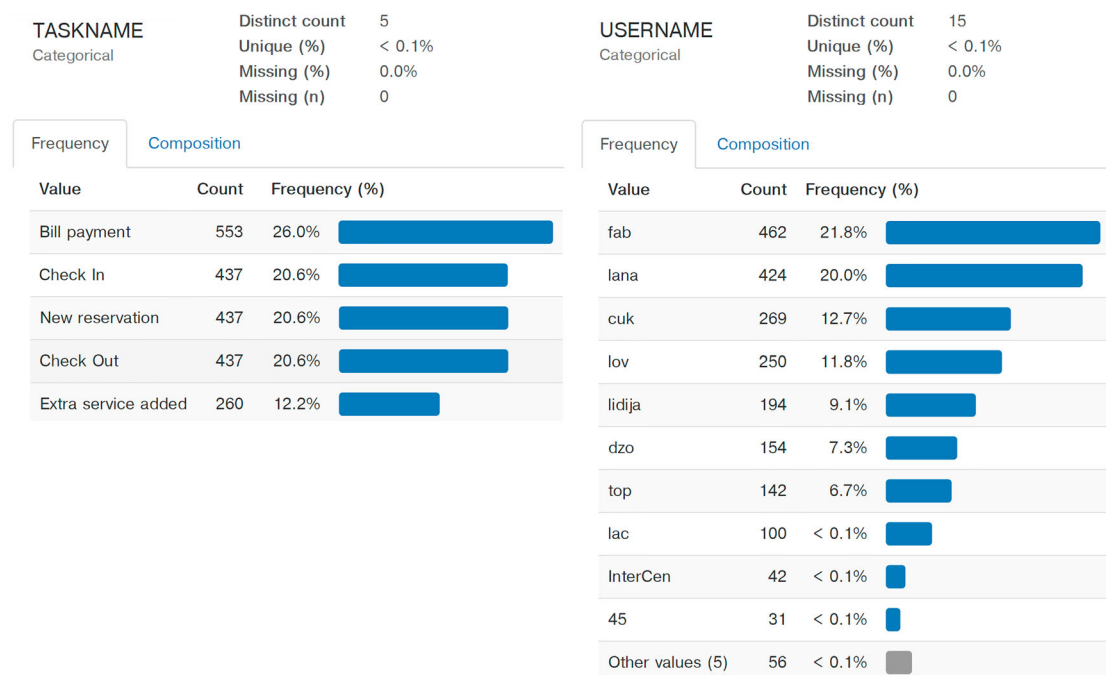 TASKNAME
Categorical
Distinct count 5
Unique (%) < 0.1%
Missing (%) 0.0%
Missing (n) 0
Frequency Composition
Value Count Frequency (%)
Bill payment 553 26.0%
Check In 437 20.6%
New reservation 437 20.6%
Check Out 437 20.6%
Extra service added 260 12.2%
USERNAME
Categorical
Distinct count 15
Unique (%) < 0.1%
Missing (%) 0.0%
Missing (n) 0
Frequency Composition
Value Count Frequency (%)
fab 462 21.8%
lana 424 20.0%
cuk 269 12.7%
lov 250 11.8%
lidija 194 9.1%
dzo 154 7.3%
top 142 6.7%
lac 100 < 0.1%
InterCen 42 < 0.1%
45 31 < 0.1%
Other values (5) 56 < 0.1%